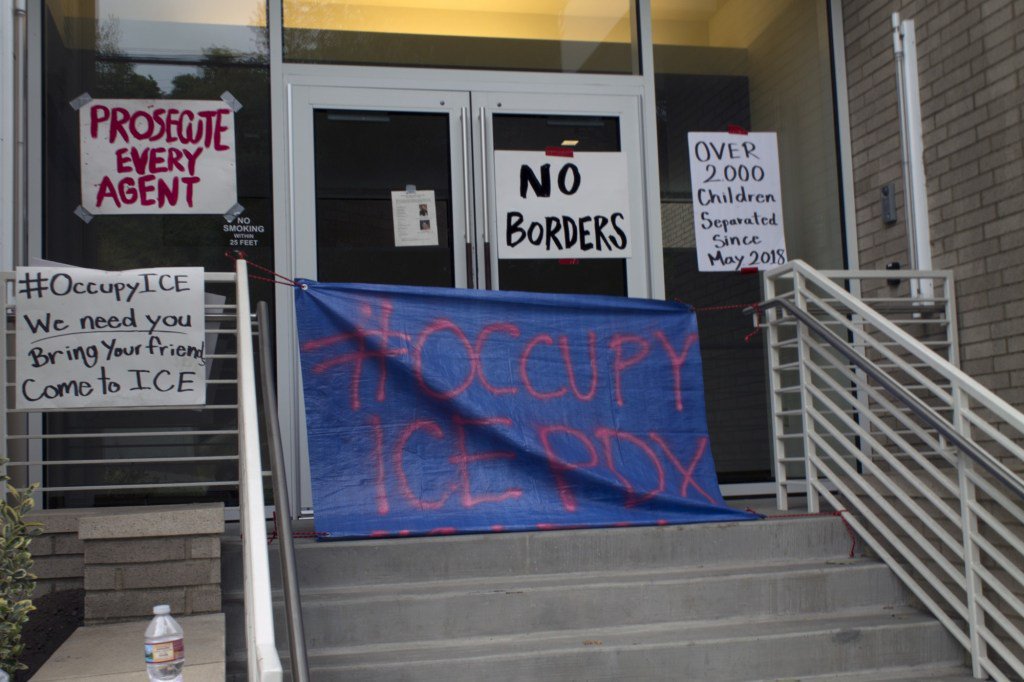 PROSECUTE
EVERY
AGENT
NO
SMOKING
WITHIN
25 FEET
NO
BORDERS
OVER
2000
Children
Separated
Since
May 2018
#OccupyICE
We need you
Bring Your friend
Come to ICE
#OCCUPY
ICE PDX